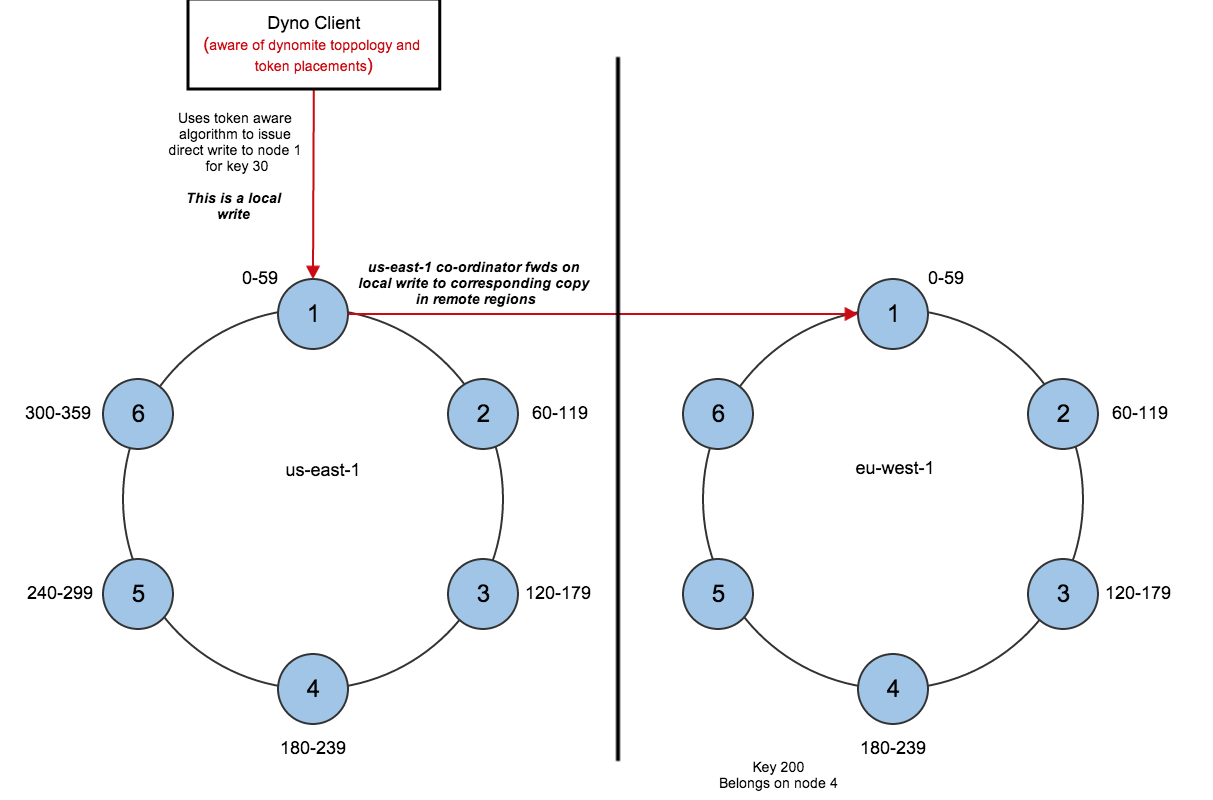 Dyno Client
(aware of dynomite toppology and
token placements)
Uses token aware
algorithm to issue
direct write to node 1
for key 30
This is a local
write
us-east-1 co-ordinator fwds on
local write to corresponding copy
in remote regions
0-59
1
300-359
6
2
60-119
us-east-1
240-299
5
3
120-179
4
180-239
0-59
1
6
2
60-119
eu-west-1
5
3
120-179
4
180-239
Key 200
Belongs on node 4